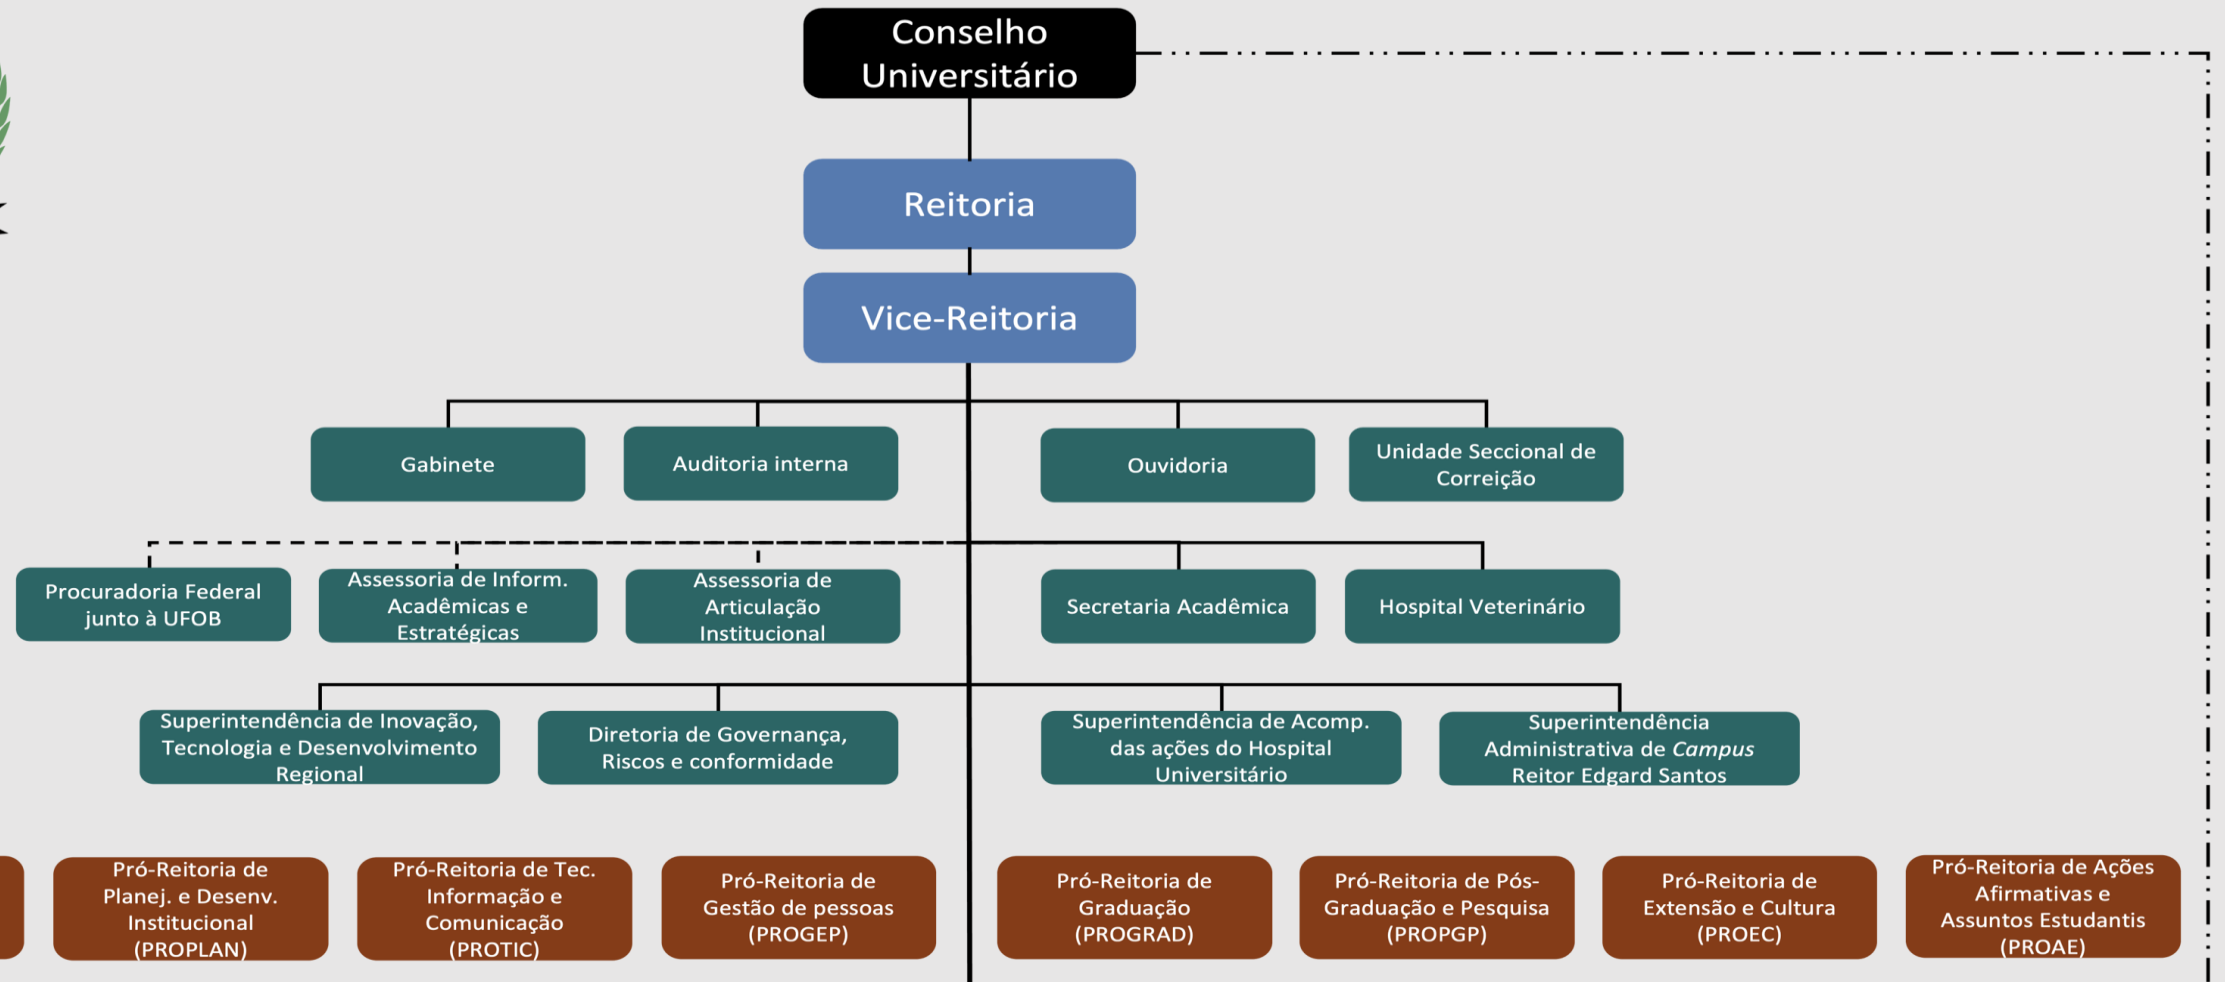 Conselho
Universitário
Reitoria
Vice-Reitoria
Gabinete
Auditoria interna
Ouvidoria
Unidade Seccional de
Correição
Procuradoria Federal
junto à UFOB
Assessoria de Inform.
Acadêmicas e
Estratégicas
Assessoria de
Articulação
Institucional
Secretaria Acadêmica
Hospital Veterinário
Superintendência de Inovação,
Tecnologia e Desenvolvimento
Regional
Diretoria de Governança,
Riscos e conformidade
Superintendência de Acomp.
das ações do Hospital
Universitário
Superintendência
Administrativa de Campus
Reitor Edgard Santos
Pró-Reitoria de
Planej. e Desenv.
Institucional
(PROPLAN)
Pró-Reitoria de Tec.
Informação e
Comunicação
(PROTIC)
Pró-Reitoria de
Gestão de pessoas
(PROGEP)
Pró-Reitoria de
Graduação
(PROGRAD)
Pró-Reitoria de Pós-
Graduação e Pesquisa
(PROPGP)
Pró-Reitoria de
Extensão e Cultura
(PROEC)
Pró-Reitoria de Ações
Afirmativas e
Assuntos Estudantis
(PROAE)